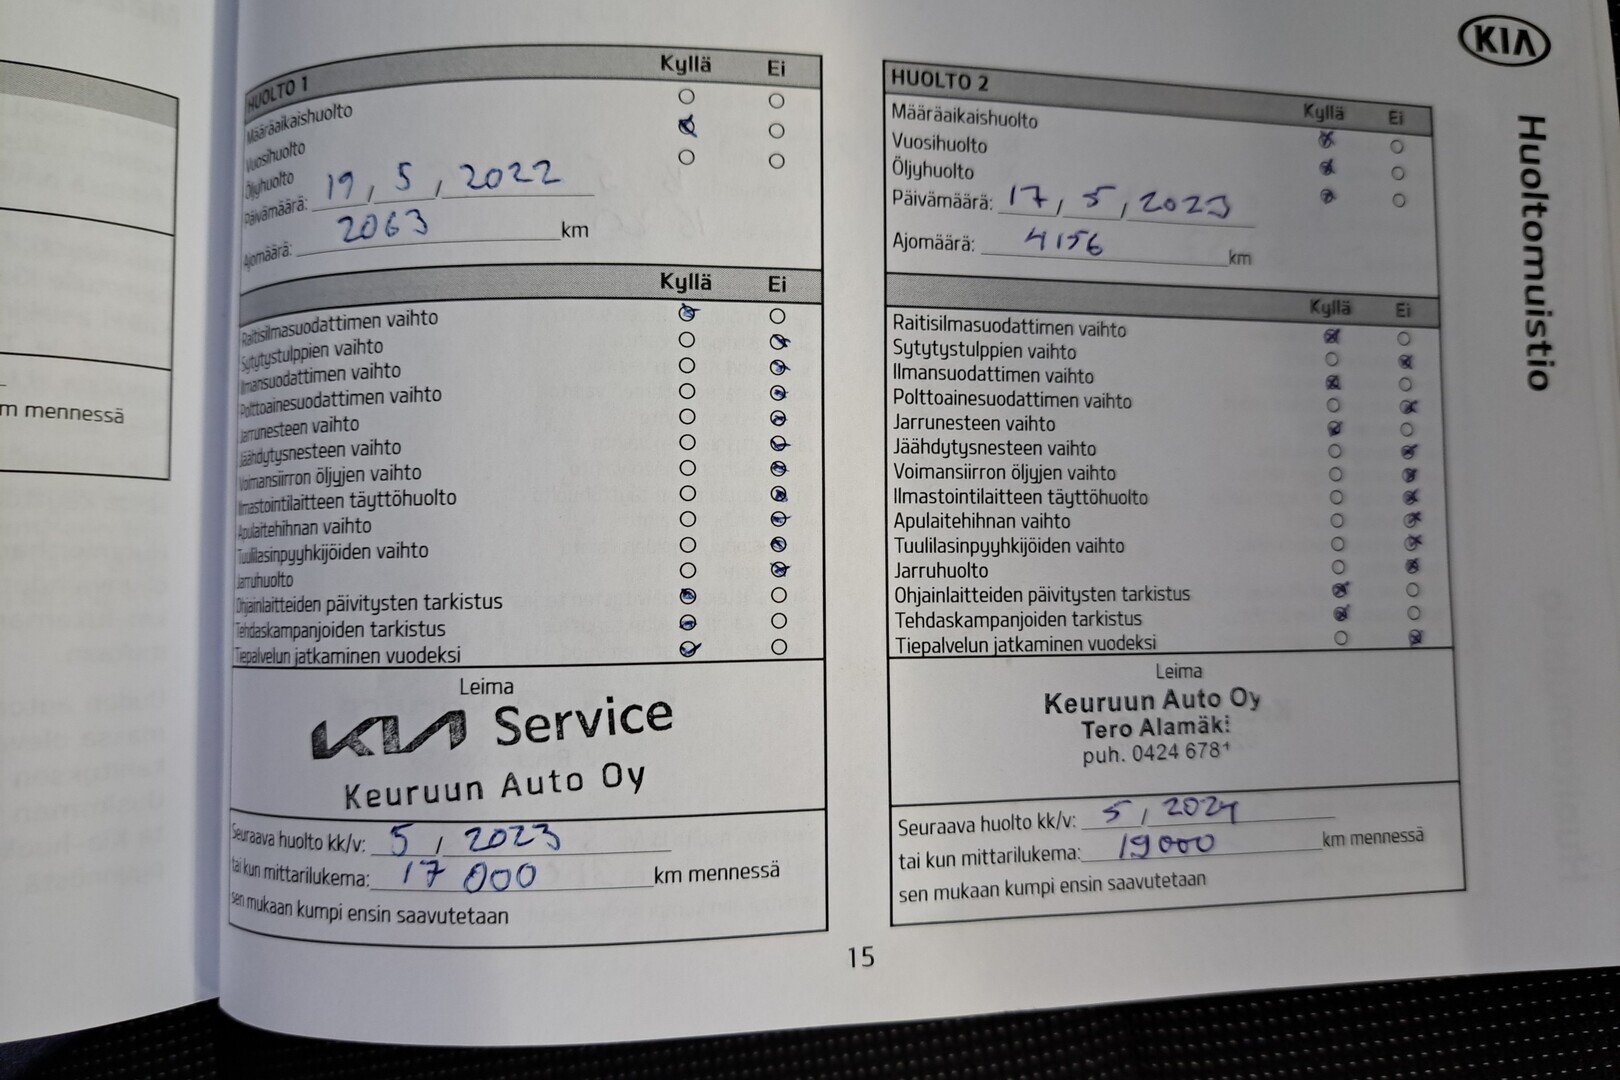 m mennessä
HUOLTO 1 Kyllä Ei
Määräaikaishuolto
Vuosihuolto
Öljyhuolto
Päivämäärä: 19, 5, 2022
Ajomäärä: 2063 km
Kyllä Ei
Raitisilmasuodattimen vaihto
Sytytystulppien vaihto
Ilmansuodattimen vaihto
Polttoainesuodattimen vaihto
Jarrunesteen vaihto
Jäähdytysnesteen vaihto
Voimansiirron öljyjen vaihto
Ilmastointilaitteen täyttöhuolto
Apulaitehihnan vaihto
Tuulilasinpyyhkijöiden vaihto
Jarruhuolto
Ohjainlaitteiden päivitysten tarkistus
Tehdaskampanjoiden tarkistus
Tiepalvelun jatkaminen vuodeksi
Leima
KIA Service
Keuruun Auto Oy
Seuraava huolto kk/v: 5, 2023
tai kun mittarilukema: 17 000 km mennessä
sen mukaan kumpi ensin saavutetaan
HUOLTO 2 Kyllä Ei
Määräaikaishuolto
Vuosihuolto
Öljyhuolto
Päivämäärä: 17, 5, 2023
Ajomäärä: 4156 km
Kyllä Ei
Raitisilmasuodattimen vaihto
Sytytystulppien vaihto
Ilmansuodattimen vaihto
Polttoainesuodattimen vaihto
Jarrunesteen vaihto
Jäähdytysnesteen vaihto
Voimansiirron öljyjen vaihto
Ilmastointilaitteen täyttöhuolto
Apulaitehihnan vaihto
Tuulilasinpyyhkijöiden vaihto
Jarruhuolto
Ohjainlaitteiden päivitysten tarkistus
Tehdaskampanjoiden tarkistus
Tiepalvelun jatkaminen vuodeksi
Leima
Keuruun Auto Oy
Tero Alamäki
puh. 0424 678
Seuraava huolto kk/v: 5, 2024
tai kun mittarilukema: 19000 km mennessä
sen mukaan kumpi ensin saavutetaan
KIA
Huoltomuistio
15